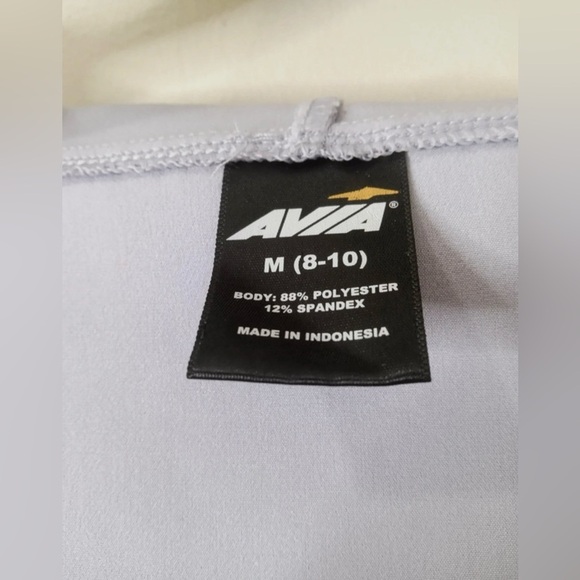 AVIA®
M (8-10)
BODY: 88% POLYESTER
12% SPANDEX
MADE IN INDONESIA